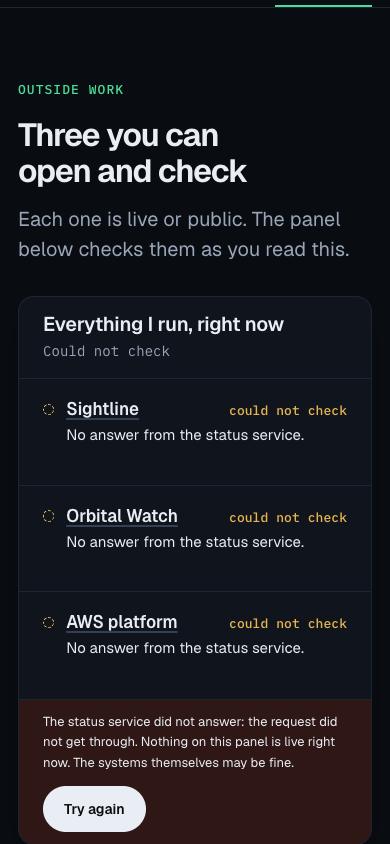 OUTSIDE WORK
Three you can
open and check
Each one is live or public. The panel
below checks them as you read this.
Everything I run, right now
Could not check
Sightline
could not check
No answer from the status service.
Orbital Watch
could not check
No answer from the status service.
AWS platform
could not check
No answer from the status service.
The status service did not answer: the request did
not get through. Nothing on this panel is live right
now. The systems themselves may be fine.
Try again